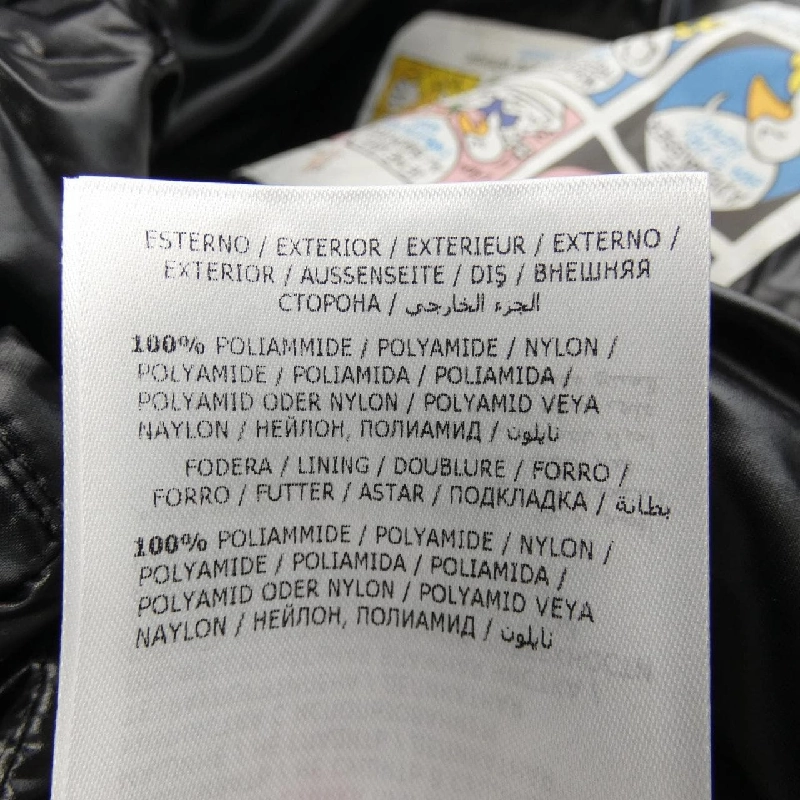 ESTERNO / EXTERIOR / EXTERIEUR / EXTERNO /
EXTERIOR / AUSSENSEITE / DIŞ / ВНЕШНЯЯ
СТОРОНА / الجزء الخارجي
100% POLIAMMIDE / POLYAMIDE / NYLON /
POLYAMIDE / POLIAMIDA / POLIAMIDA /
POLYAMID ODER NYLON / POLYAMID VEYA
NAYLON / НЕЙЛОН, ПОЛИАМИД / نايلون
FODERA / LINING / DOUBLURE / FORRO /
FORRO / FUTTER / ASTAR / ПОДКЛАДКА / بطانة
100% POLIAMMIDE / POLYAMIDE / NYLON /
POLYAMIDE / POLIAMIDA / POLIAMIDA /
POLYAMID ODER NYLON / POLYAMID VEYA
NAYLON / НЕЙЛОН, ПОЛИАМИД / نايلون